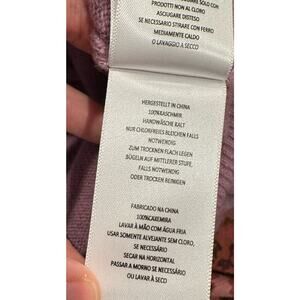 PRODOTTI NON AL CLORO
ASCIUGARE DISTESO
SE NECESSARIO STIRARE CON FERRO
MEDIAMENTE CALDO
O LAVAGGIO A SECCO
HERGESTELLT IN CHINA
100%KASCHMIR
HANDWÄSCHE KALT
NUR CHLORFREIES BLEICHEN FALLS
NOTWENDIG
ZUM TROCKNEN FLACH LEGEN
BÜGELN AUF MITTLERER STUFE,
FALLS NOTWENDIG
ODER TROCKEN REINIGEN
FABRICADO NA CHINA
100%CAXEMIRA
LAVAR À MÃO COM ÁGUA FRIA
USAR SOMENTE ALVEJANTE SEM CLORO,
SE NECESSÁRIO
SECAR NA HORIZONTAL
PASSAR A MORNO SE NECESSÁRIO
OU LAVAR À SECO